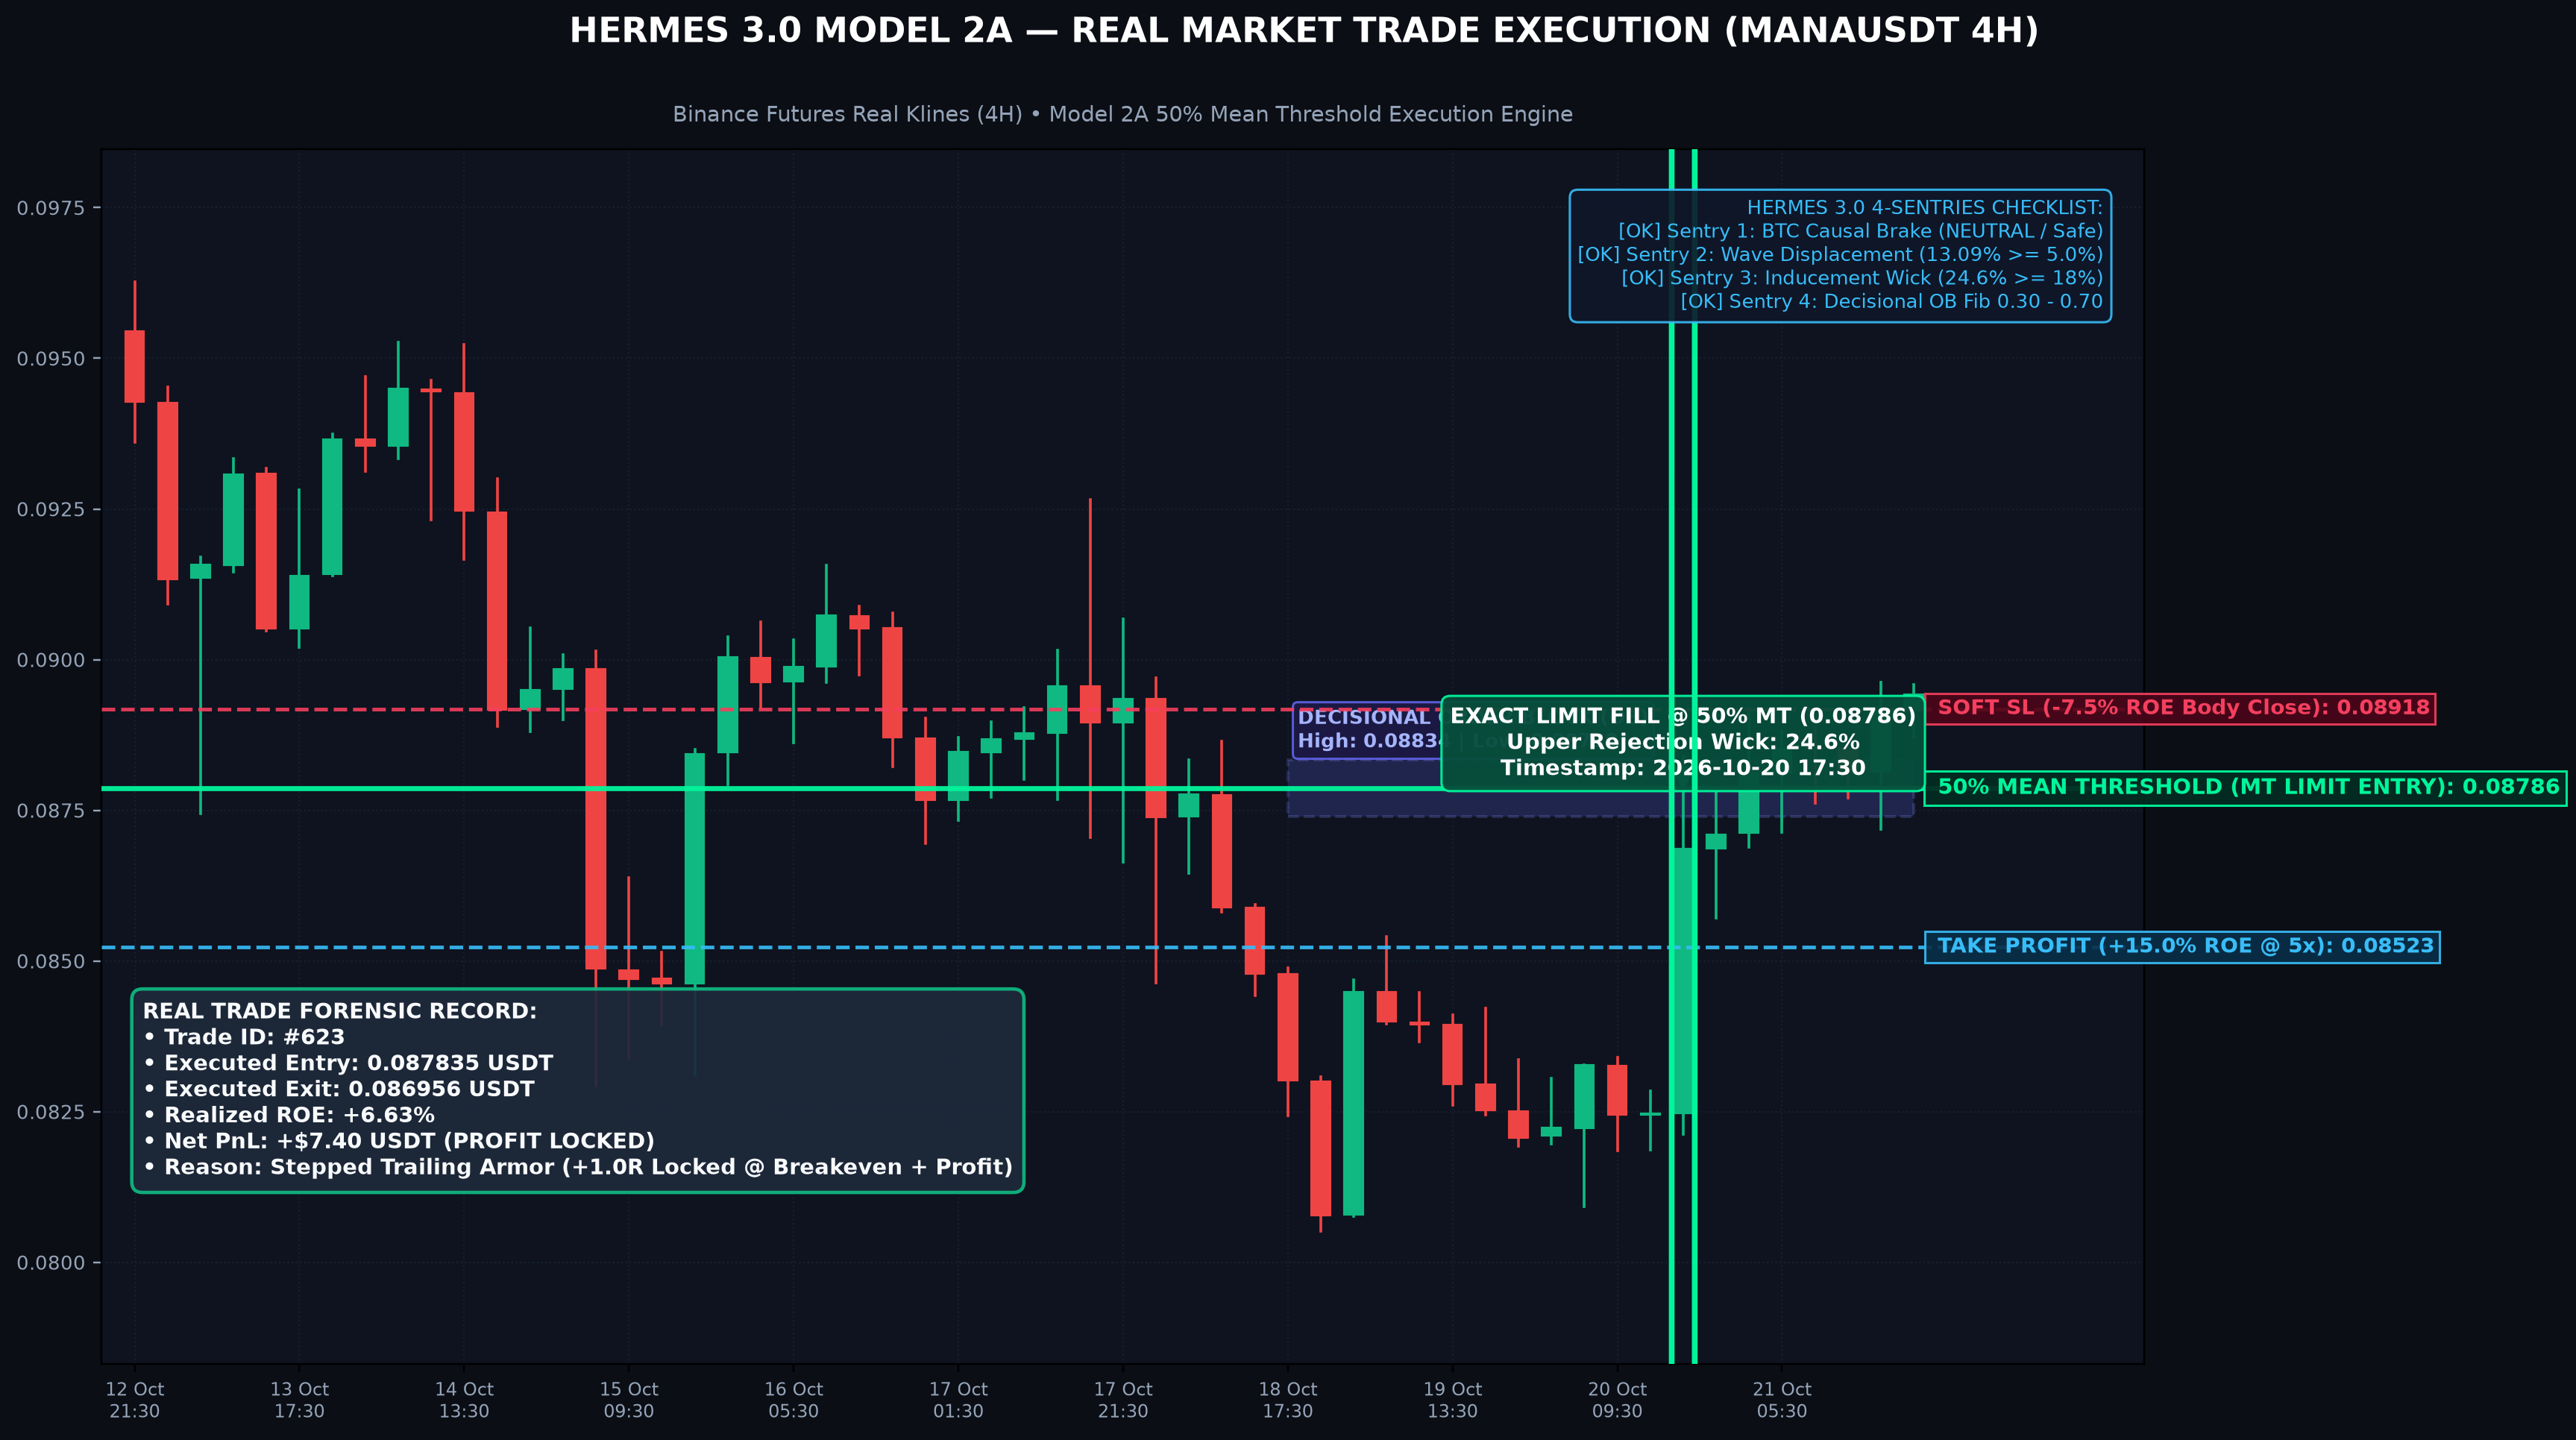 HERMES 3.0 MODEL 2A — REAL MARKET TRADE EXECUTION (MANAUSDT 4H)
Binance Futures Real Klines (4H) • Model 2A 50% Mean Threshold Execution Engine
HERMES 3.0 4-SENTRIES CHECKLIST:
[OK] Sentry 1: BTC Causal Brake (NEUTRAL / Safe)
[OK] Sentry 2: Wave Displacement (13.09% >= 5.0%)
[OK] Sentry 3: Inducement Wick (24.6% >= 18%)
[OK] Sentry 4: Decisional OB Fib 0.30 - 0.70
0.0975
0.0950
0.0925
0.0900
0.0875
0.0850
0.0825
0.0800
DECISIONAL
High: 0.08834 | Low
EXACT LIMIT FILL @ 50% MT (0.08786)
Upper Rejection Wick: 24.6%
Timestamp: 2026-10-20 17:30
SOFT SL (-7.5% ROE Body Close): 0.08918
50% MEAN THRESHOLD (MT LIMIT ENTRY): 0.08786
TAKE PROFIT (+15.0% ROE @ 5x): 0.08523
REAL TRADE FORENSIC RECORD:
• Trade ID: #623
• Executed Entry: 0.087835 USDT
• Executed Exit: 0.086956 USDT
• Realized ROE: +6.63%
• Net PnL: +$7.40 USDT (PROFIT LOCKED)
• Reason: Stepped Trailing Armor (+1.0R Locked @ Breakeven + Profit)
12 Oct
21:30
13 Oct
17:30
14 Oct
13:30
15 Oct
09:30
16 Oct
05:30
17 Oct
01:30
17 Oct
21:30
18 Oct
17:30
19 Oct
13:30
20 Oct
09:30
21 Oct
05:30